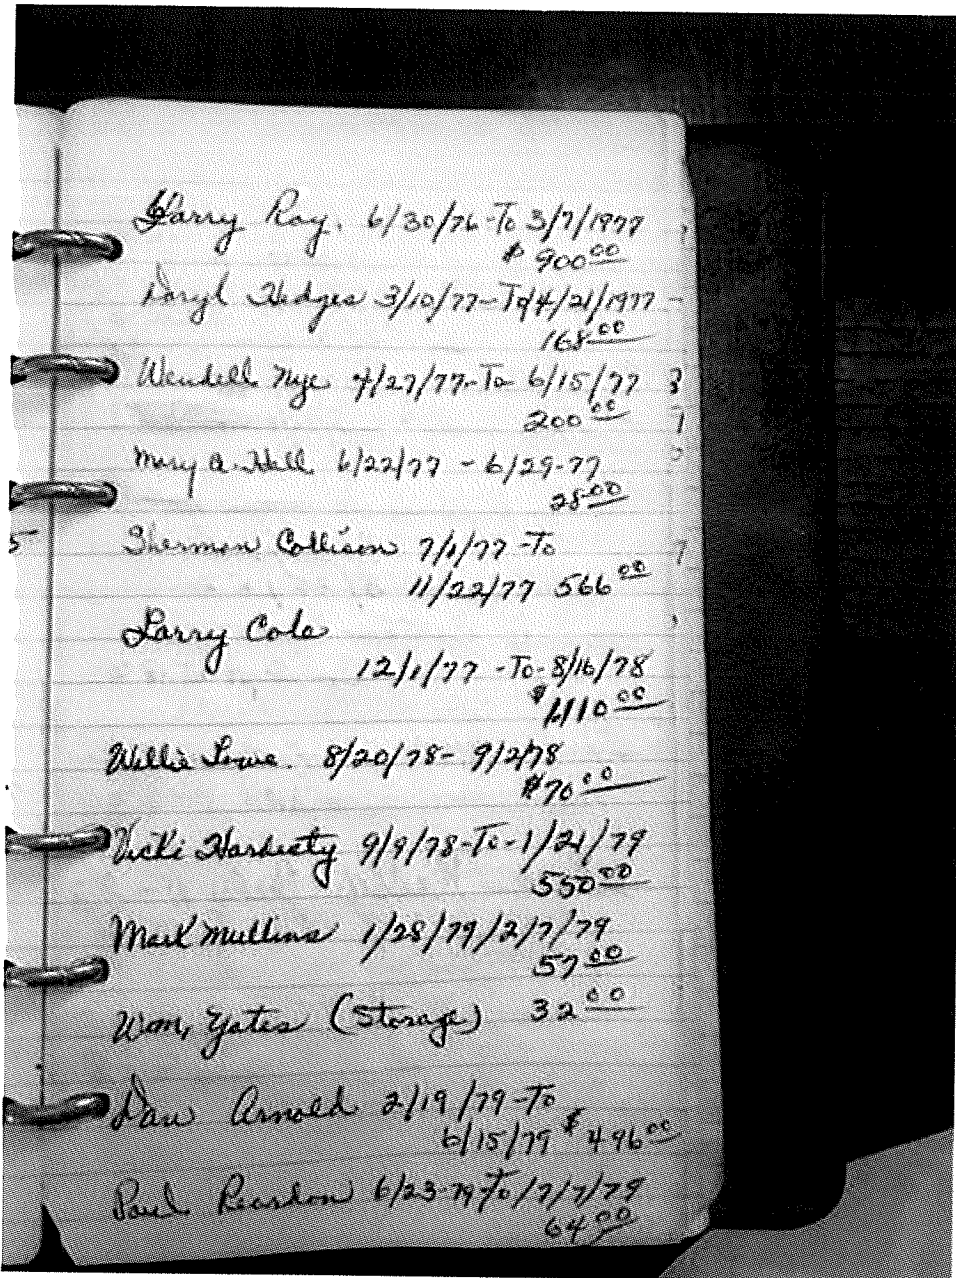 Harry Ray. 6/30/76-To 3/7/1977
$ 900.00
Daryl Hedges 3/10/77-To 4/21/1977
168.00
Wendell Nye 4/27/77-To 6/15/77
200.00
Mary A. Hall 6/22/77 - 6/29-77
28.00
Sherman Collison 7/1/77 -To
11/22/77 566.00
Larry Cole
12/1/77 -To- 8/16/78
Willie Lowe. 8/20/78- 9/2/78
$70.00
Vicki Hardesty 9/9/78-To-1/21/79
550.00
Mark Mullins 1/28/79/2/7/79
57.00
Wm, Yates (Storage) 32.00
Dan Arnold 2/19/79-To
6/15/79 $ 496.00
Paul Reardon 6/23-79 To/7/7/79
64.00